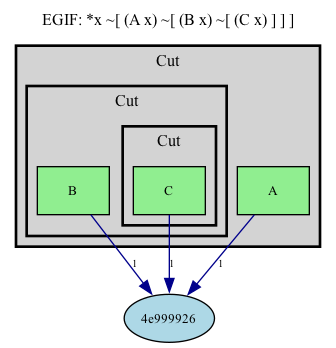 EGIF: *x ~[ (A x) ~[ (B x) ~[ (C x) ] ] ]
Cut
Cut
Cut
B
C
A
1
1
1
4e999926